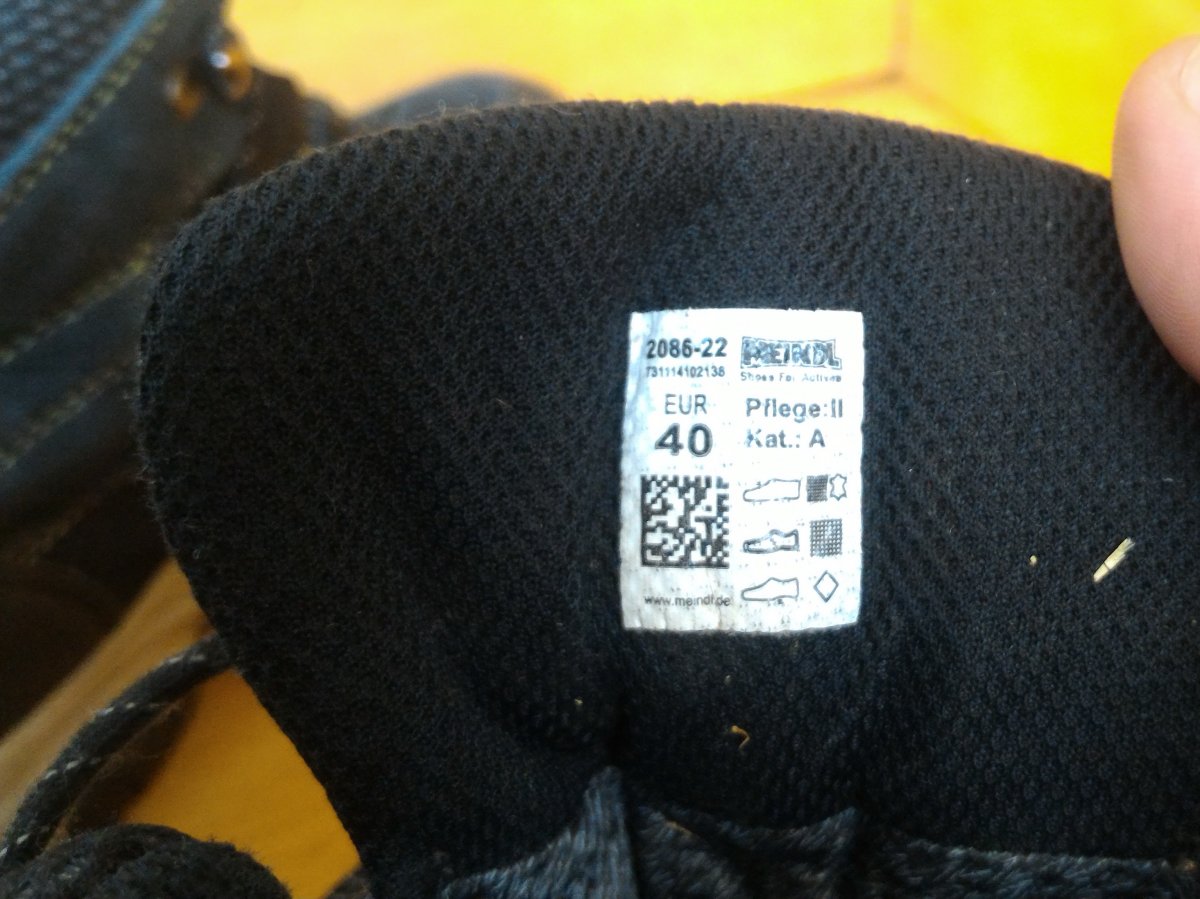 2086-22
731114102138
MEINDL
Shoes For Actives
EUR
40
Pflege:II
Kat.: A
www.meindl.de